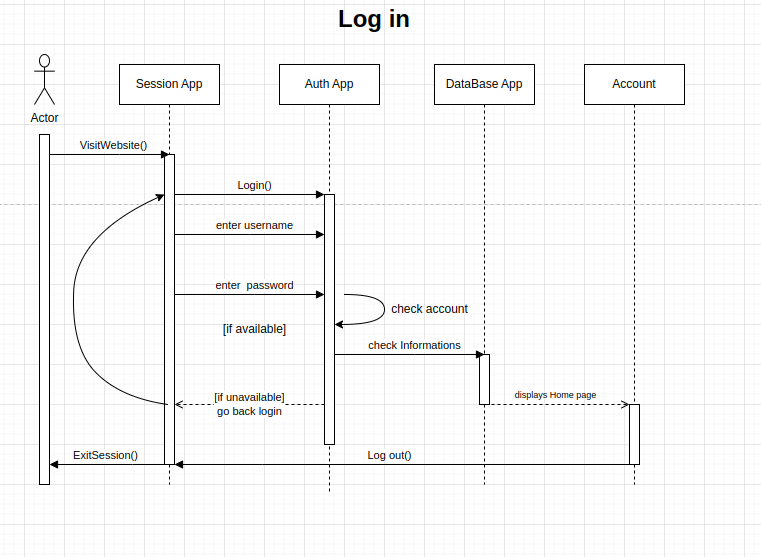 Log in
Session App
Auth App
DataBase App
Account
Actor
VisitWebsite()
Login()
enter username
enter  password
check account
[if available]
check Informations
[if unavailable]
go back login
displays Home page
ExitSession()
Log out()